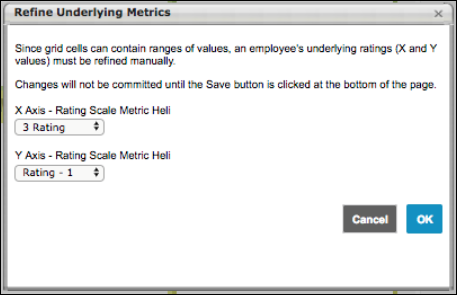 Refine Underlying Metrics
×
Since grid cells can contain ranges of values, an employee's underlying ratings (X and Y
values) must be refined manually.
Changes will not be committed until the Save button is clicked at the bottom of the page.
X Axis - Rating Scale Metric Heli
3 Rating
Y Axis - Rating Scale Metric Heli
Rating - 1
Cancel OK